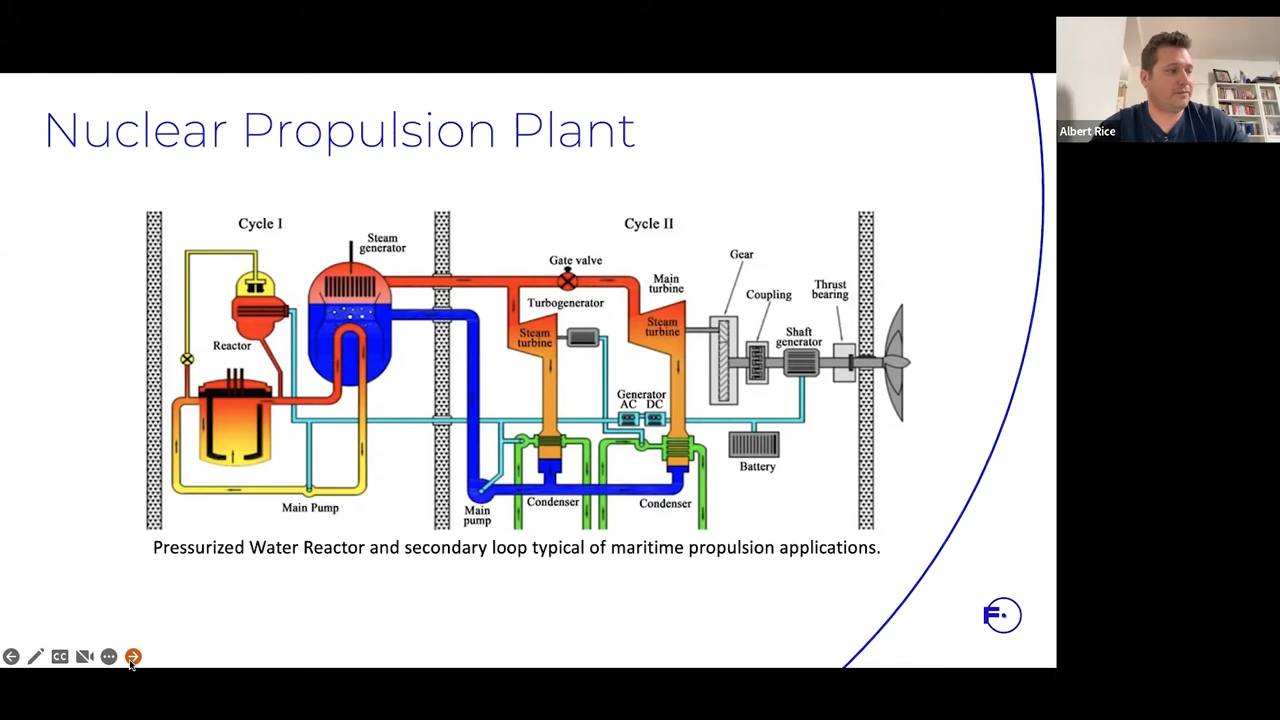 Nuclear Propulsion Plant
Albert Rice
Cycle I
Cycle II
Steam
generator
Gate valve
Gear
Main
turbine
Thrust
bearing
Coupling
Turbogenerator
Steam
turbine
Steam
turbine
Shaft
generator
Reactor
Generator
AC DC
Battery
Main Pump
Main
pump
Condenser
Condenser
Pressurized Water Reactor and secondary loop typical of maritime propulsion applications.
F
CC